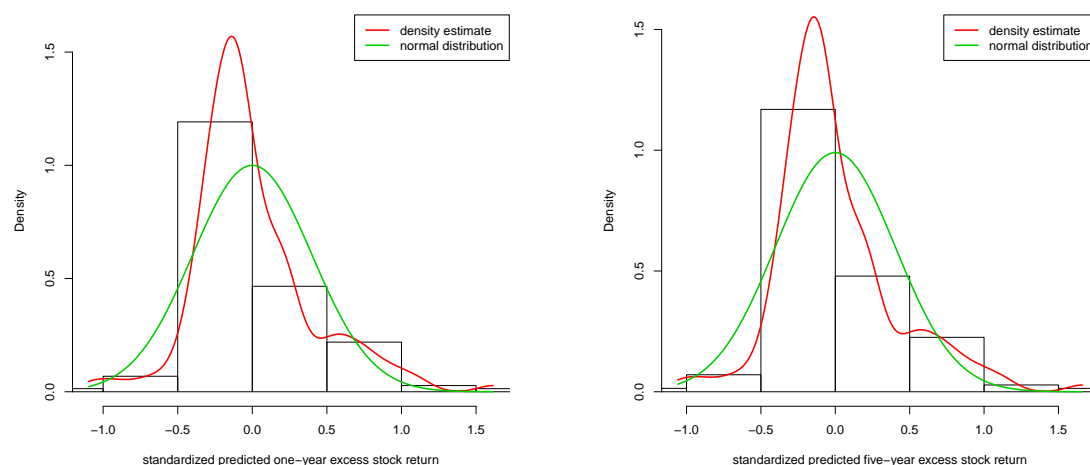 density estimate
normal distribution
Density
0.0 0.5 1.0 1.5
−1.0 −0.5 0.0 0.5 1.0 1.5
standardized predicted one−year excess stock return
density estimate
normal distribution
Density
0.0 0.5 1.0 1.5
−1.0 −0.5 0.0 0.5 1.0 1.5
standardized predicted five−year excess stock return